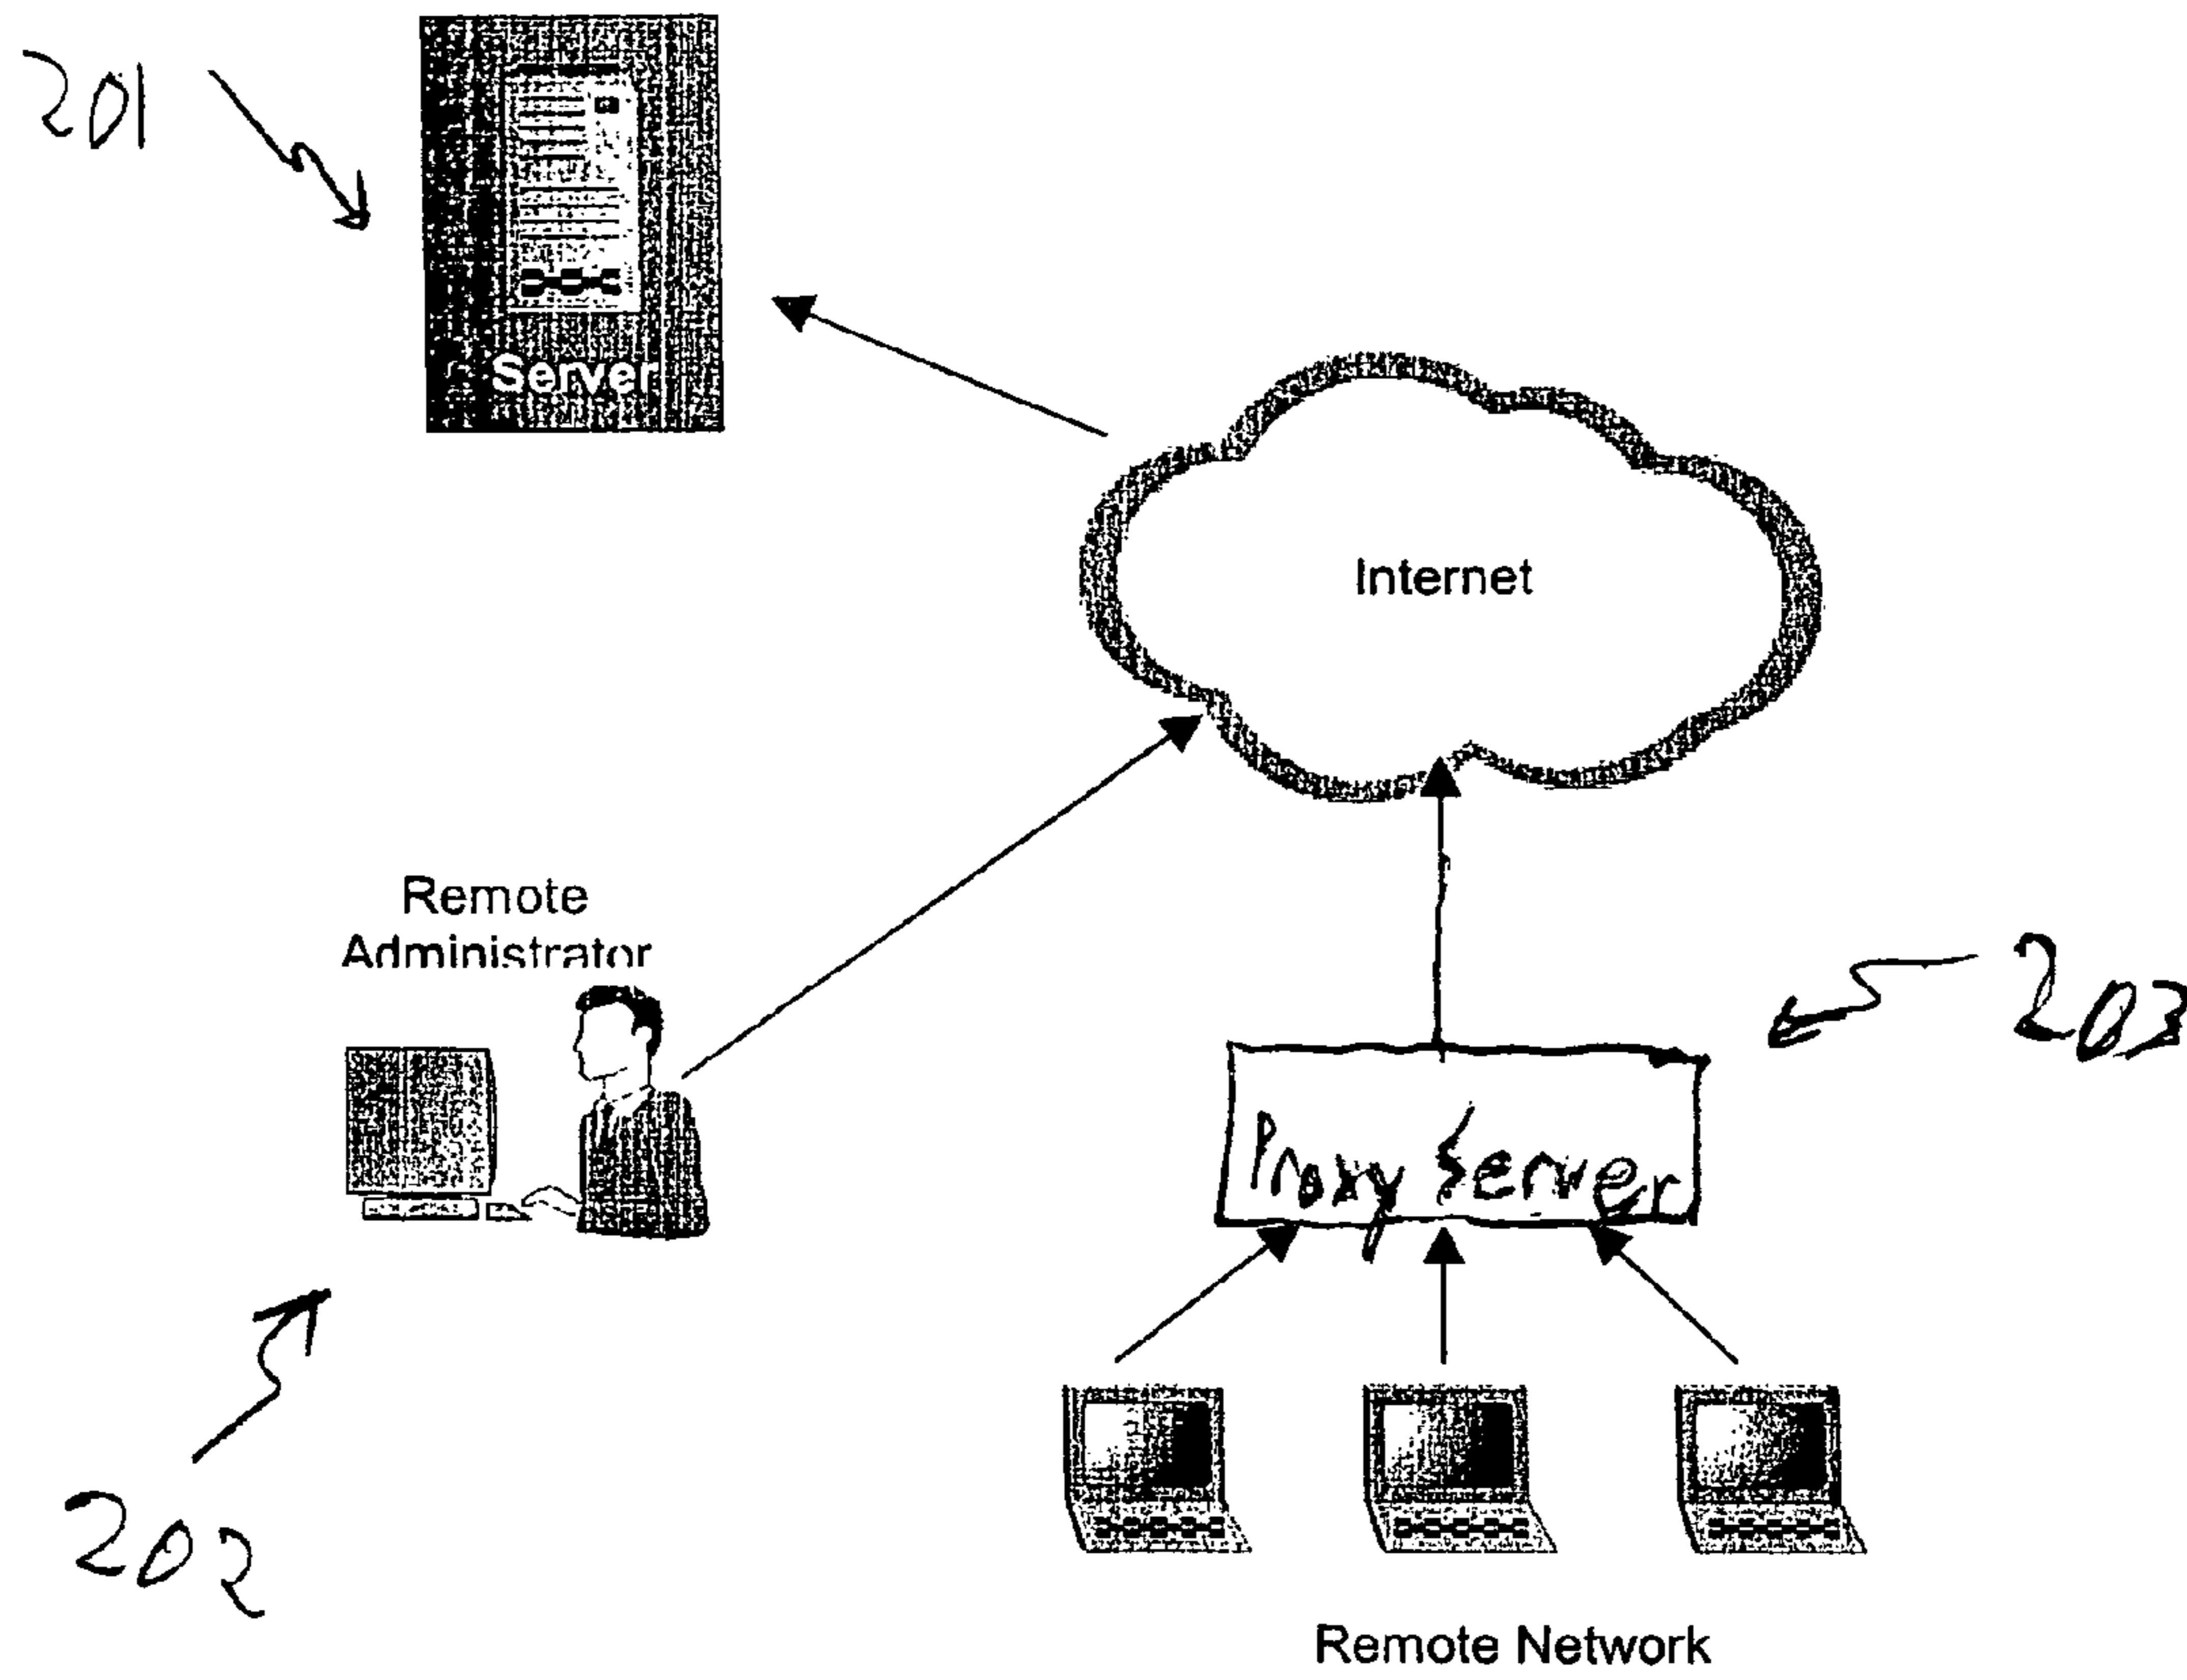 201
Server
Internet
Remote
Administrator
203
Proxy Server
202
Remote Network